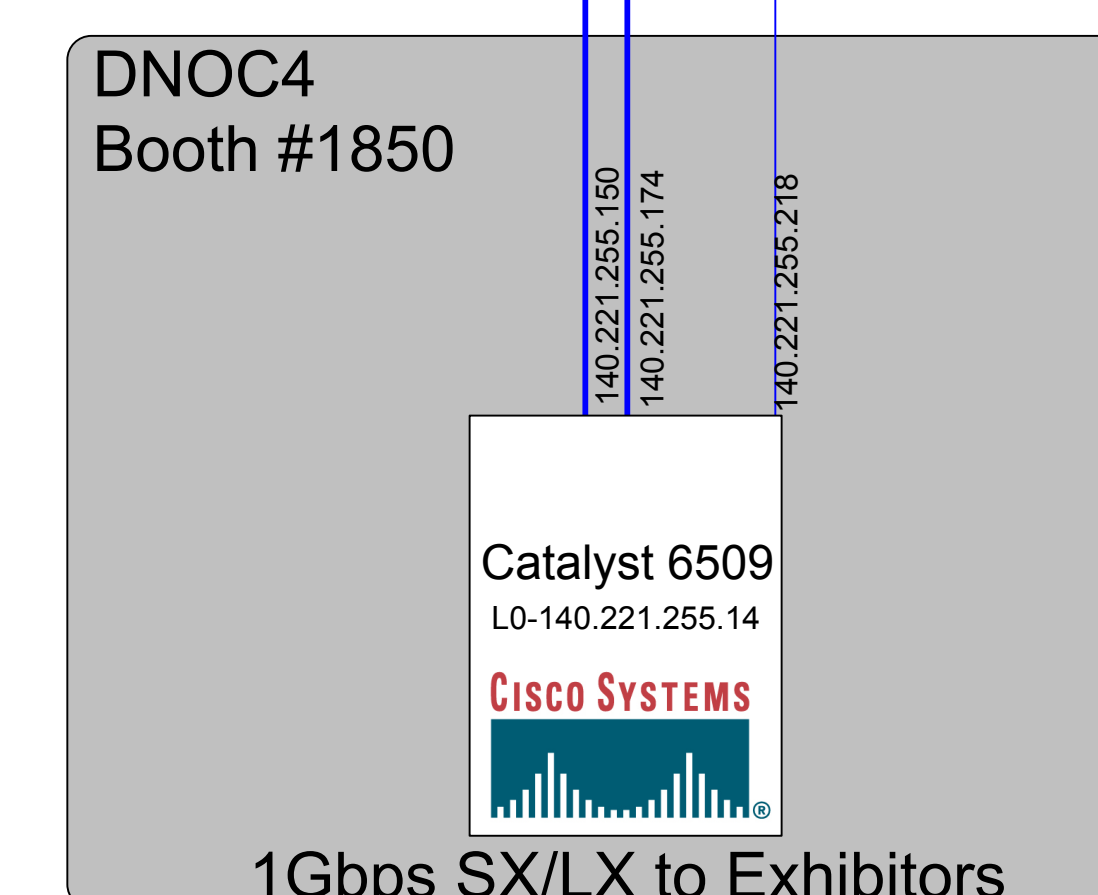 DNOC4
Booth #1850
140.221.255.150
140.221.255.174
140.221.255.218
Catalyst 6509
L0-140.221.255.14
CISCO SYSTEMS
®
1Gbps SX/LX to Exhibitors